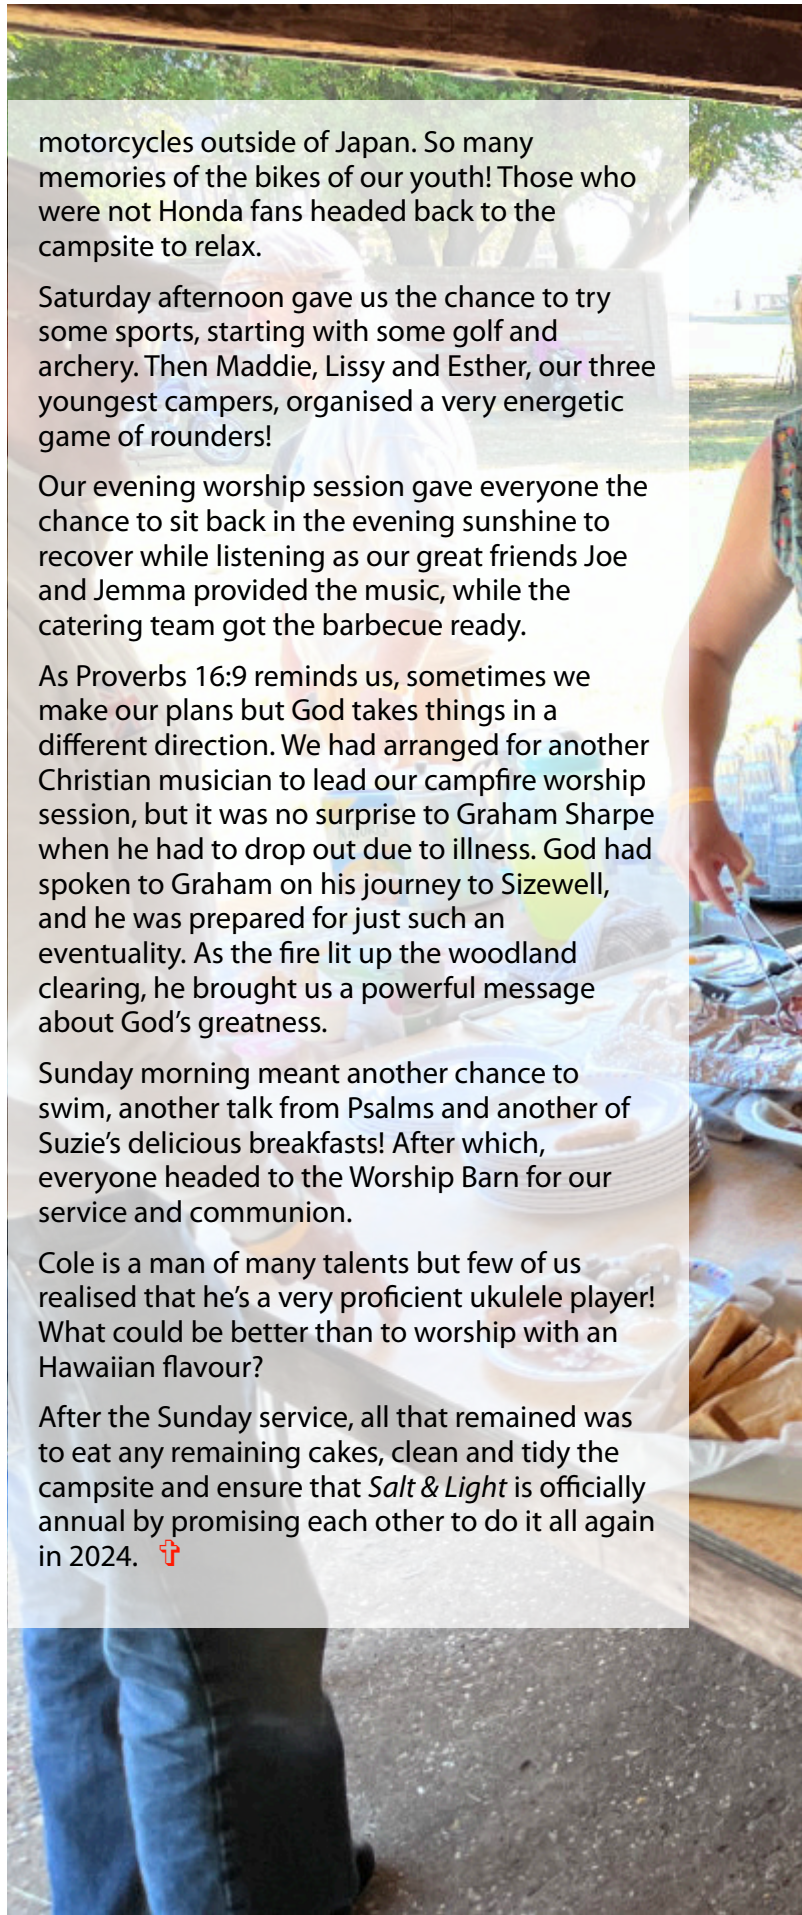 motorcycles outside of Japan. So many
memories of the bikes of our youth! Those who
were not Honda fans headed back to the
campsite to relax.
Saturday afternoon gave us the chance to try
some sports, starting with some golf and
archery. Then Maddie, Lissy and Esther, our three
youngest campers, organised a very energetic
game of rounders!
Our evening worship session gave everyone the
chance to sit back in the evening sunshine to
recover while listening as our great friends Joe
and Jemma provided the music, while the
catering team got the barbecue ready.
As Proverbs 16:9 reminds us, sometimes we
make our plans but God takes things in a
different direction. We had arranged for another
Christian musician to lead our campfire worship
session, but it was no surprise to Graham Sharpe
when he had to drop out due to illness. God had
spoken to Graham on his journey to Sizewell,
and he was prepared for just such an
eventuality. As the fire lit up the woodland
clearing, he brought us a powerful message
about God’s greatness.
Sunday morning meant another chance to
swim, another talk from Psalms and another of
Suzie’s delicious breakfasts! After which,
everyone headed to the Worship Barn for our
service and communion.
Cole is a man of many talents but few of us
realised that he’s a very proficient ukulele player!
What could be better than to worship with an
Hawaiian flavour?
After the Sunday service, all that remained was
to eat any remaining cakes, clean and tidy the
campsite and ensure that Salt & Light is officially
annual by promising each other to do it all again
in 2024. ✞